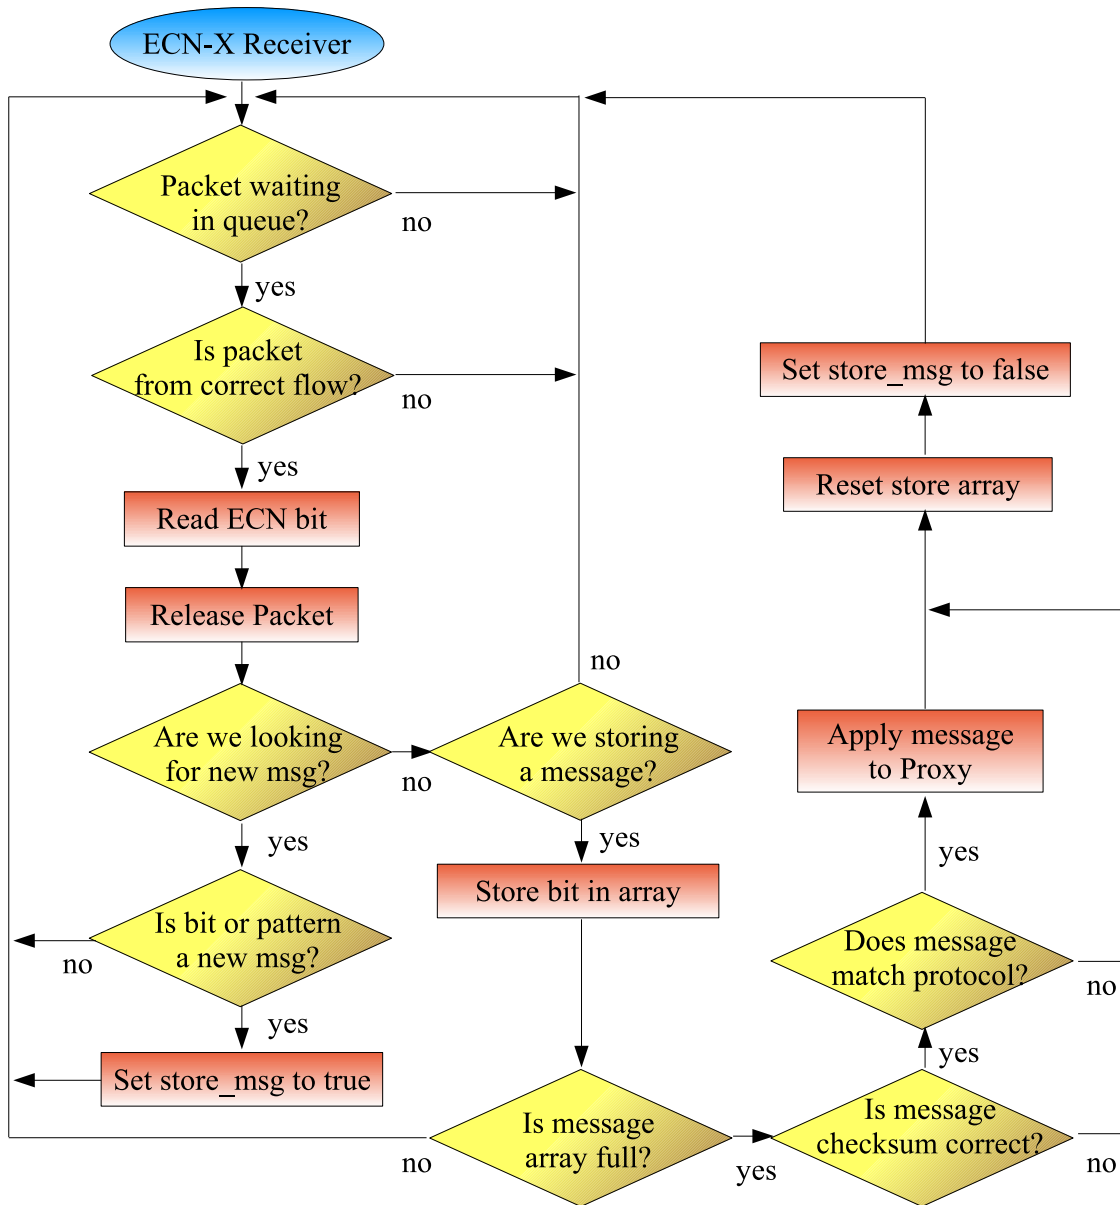 ECN-X Receiver
Packet waiting
in queue?
no
yes
Is packet
from correct flow?
no
yes
Read ECN bit
Release Packet
Are we looking
for new msg?
no
yes
Is bit or pattern
a new msg?
no
yes
Set store_msg to true
Are we storing
a message?
no
yes
Store bit in array
Is message
array full?
no
yes
Is message
checksum correct?
no
yes
Does message
match protocol?
no
yes
Apply message
to Proxy
Reset store array
Set store_msg to false